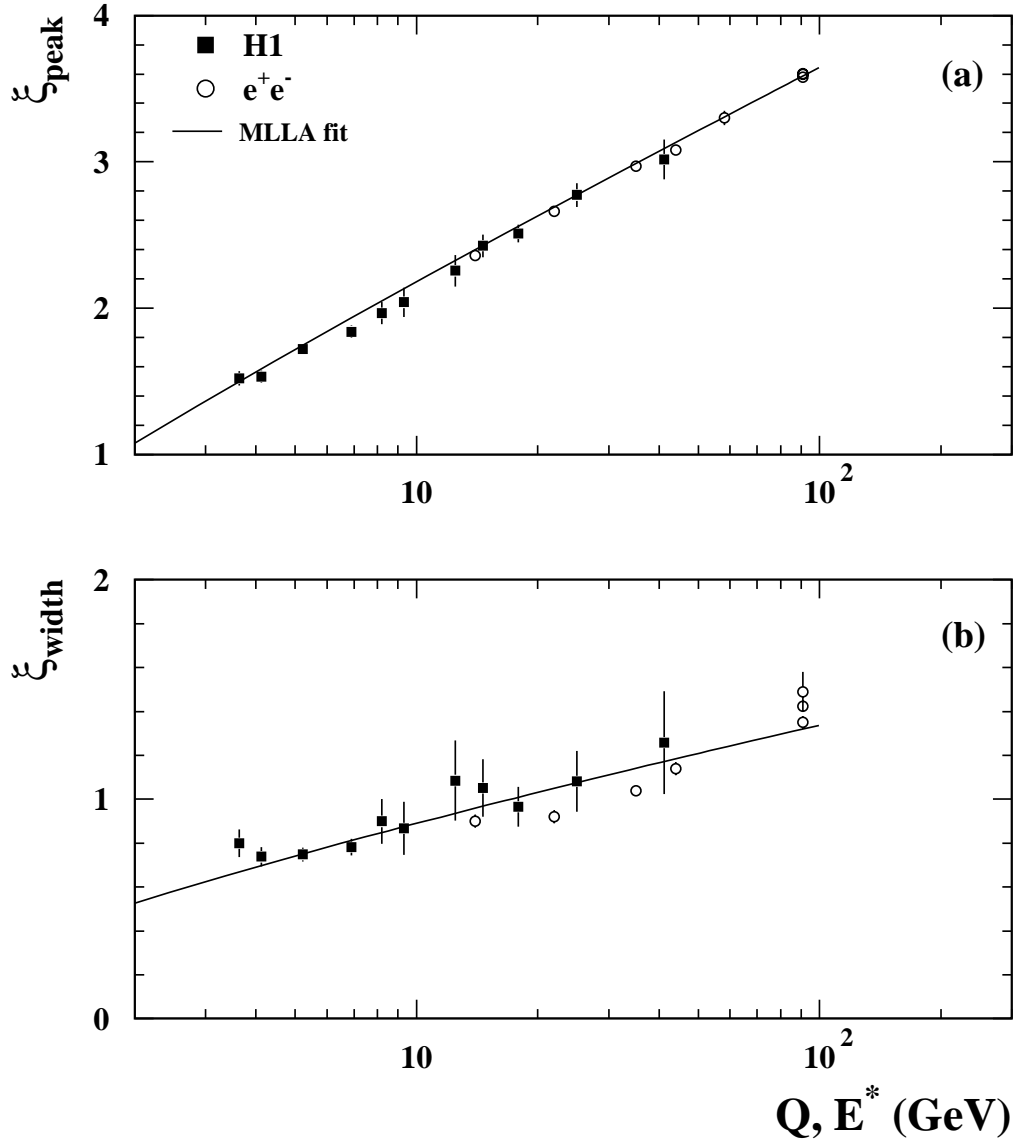 4
ξpeak
H1
(a)
e+e-
MLLA fit
3
2
1
10
10^2
2
ξwidth
(b)
1
0
10
10^2
Q, E* (GeV)